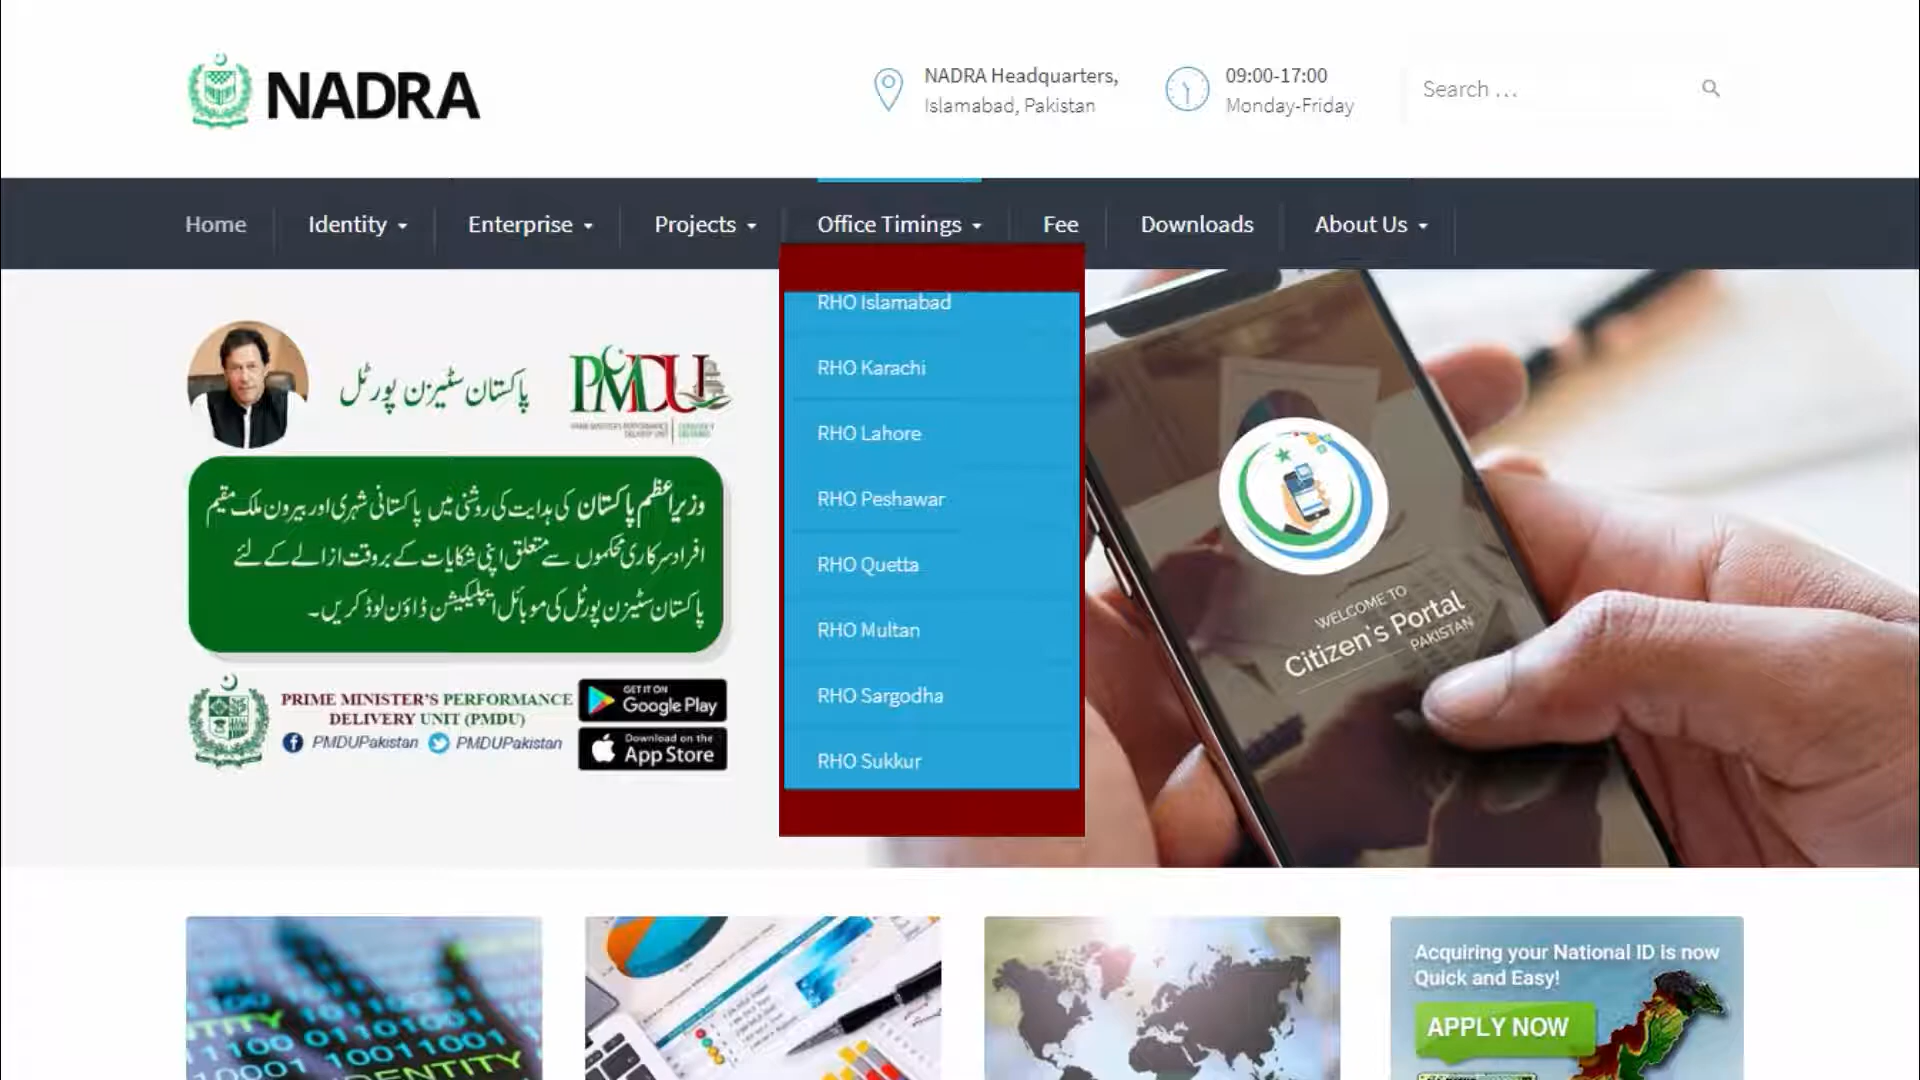 NADRA
NADRA Headquarters,
Islamabad, Pakistan
09:00-17:00
Monday-Friday
Search ...
Home
Identity
Enterprise
Projects
Office Timings
Fee
Downloads
About Us
RHO Islamabad
RHO Karachi
RHO Lahore
RHO Peshawar
RHO Quetta
RHO Multan
RHO Sargodha
RHO Sukkur
پاکستان سٹیزن پورٹل
PMDU
وزیراعظم پاکستان کی ہدایت کی روشنی میں پاکستانی شہری اور بیرون ملک مقیم
افراد سرکاری محکموں سے متعلق اپنی شکایات کے بروقت ازالے کے لئے
پاکستان سٹیزن پورٹل کی موبائل ایپلیکیشن ڈاؤن لوڈ کریں۔
PRIME MINISTER'S PERFORMANCE
DELIVERY UNIT (PMDU)
PMDUPakistan PMDUPakistan
GET IT ON
Google Play
Download on the
App Store
WELCOME TO
Citizen's Portal
PAKISTAN
Acquiring your National ID is now
Quick and Easy!
APPLY NOW
1100 01101001
11100 10011001
IDENTITY